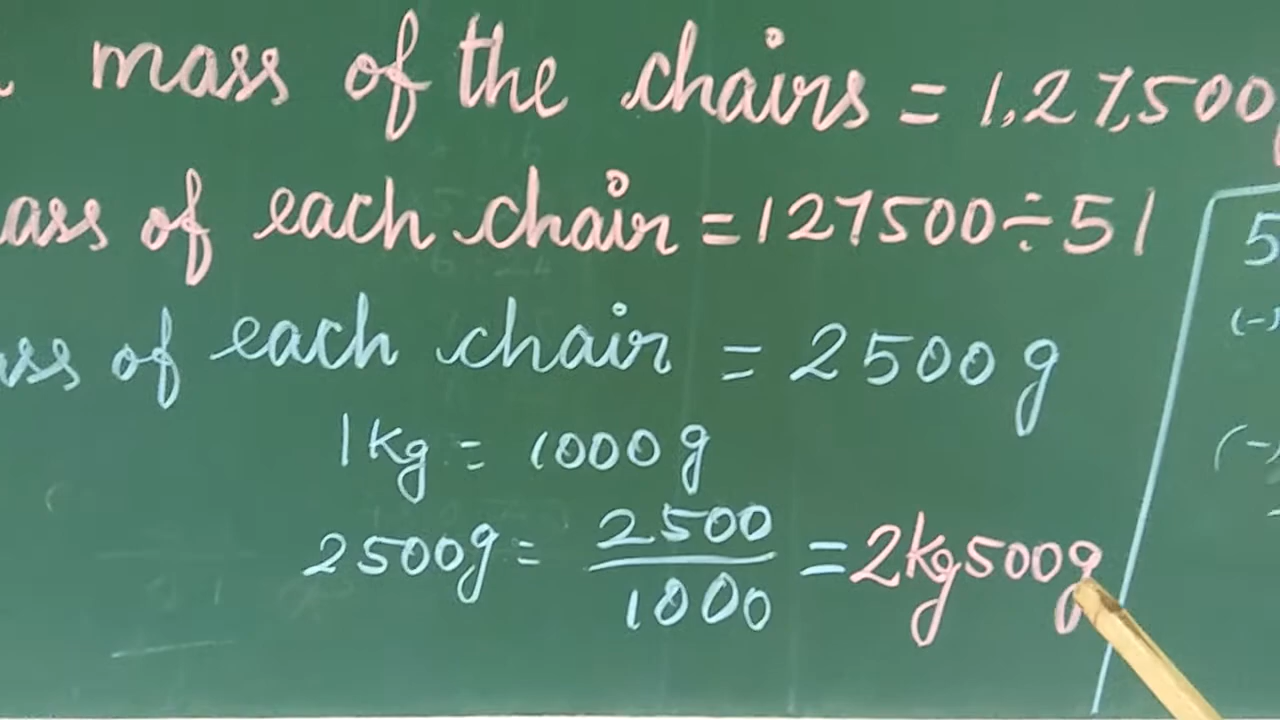 mass of the chairs = 1,27,500
of each chair = 127500 ÷ 51
of each chair = 2500 g
1 kg = 1000 g
2500g = 2500/1000 = 2kg 500g
5
(-)
(-)